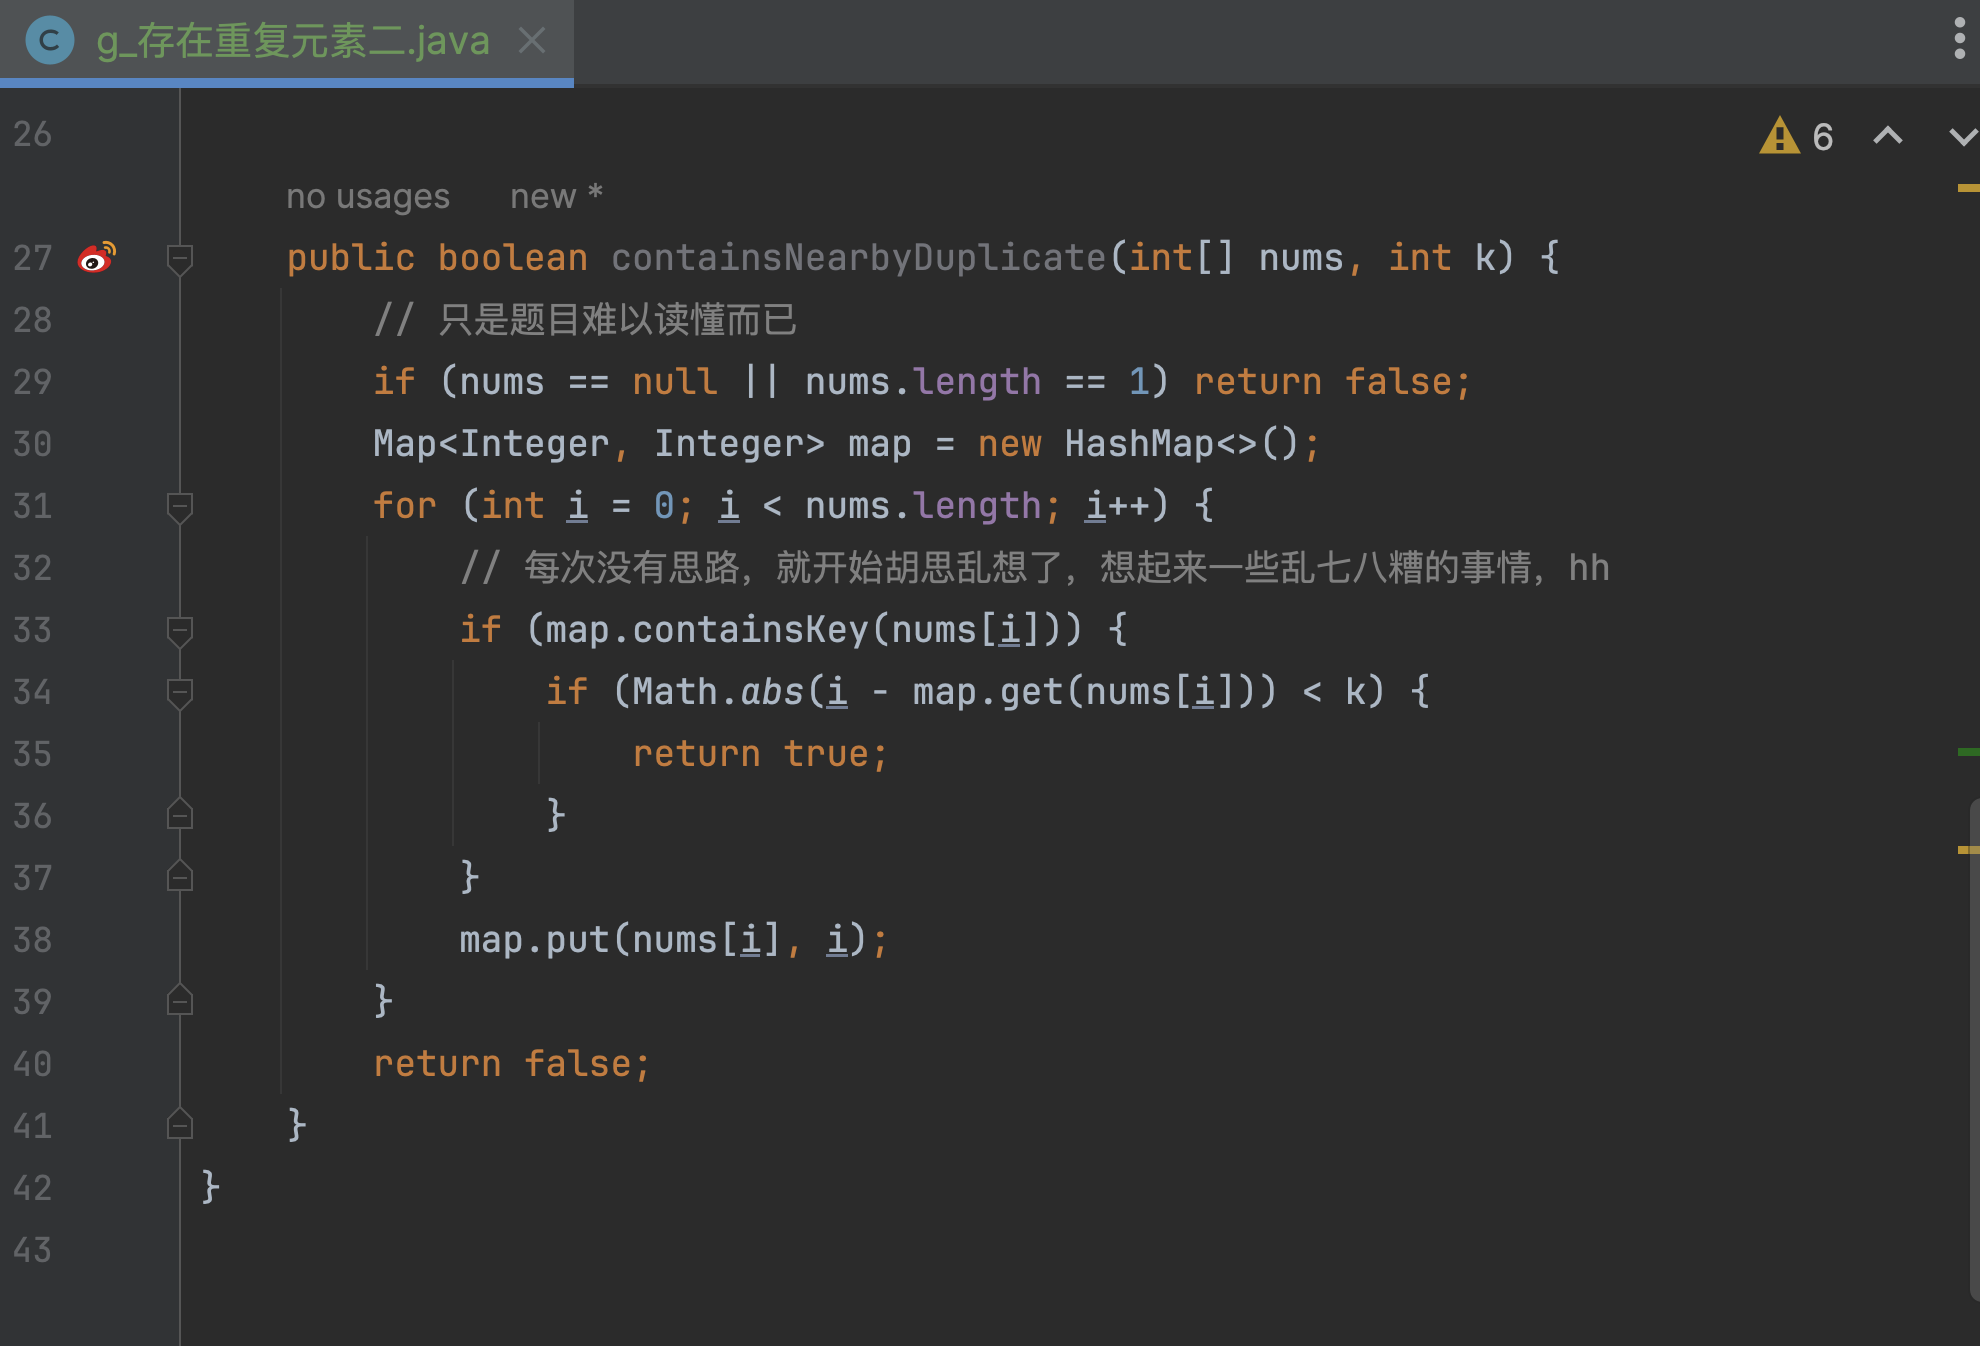 g_存在重复元素二.java
26
6
no usages new *
27 public boolean containsNearbyDuplicate(int[] nums, int k) {
28 // 只是题目难以读懂而已
29 if (nums == null || nums.length == 1) return false;
30 Map<Integer, Integer> map = new HashMap<>();
31 for (int i = 0; i < nums.length; i++) {
32 // 每次没有思路，就开始胡思乱想了，想起来一些乱七八糟的事情，hh
33 if (map.containsKey(nums[i])) {
34 if (Math.abs(i - map.get(nums[i])) < k) {
35 return true;
36 }
37 }
38 map.put(nums[i], i);
39 }
40 return false;
41 }
42 }
43